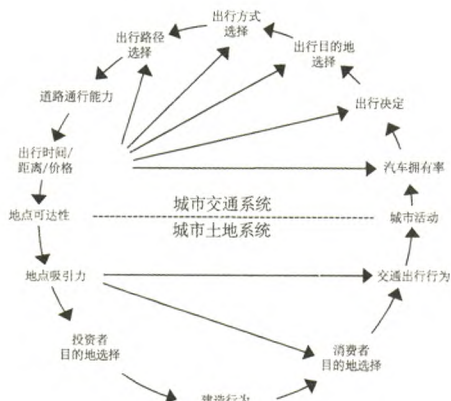 出行方式
选择
出行路径
选择
出行目的地
选择
道路通行能力
出行决定
出行时间/
距离/价格
汽车拥有率
城市交通系统
地点可达性
城市活动
城市土地系统
地点吸引力
交通出行行为
投资者
目的地选择
消费者
目的地选择
建造行为